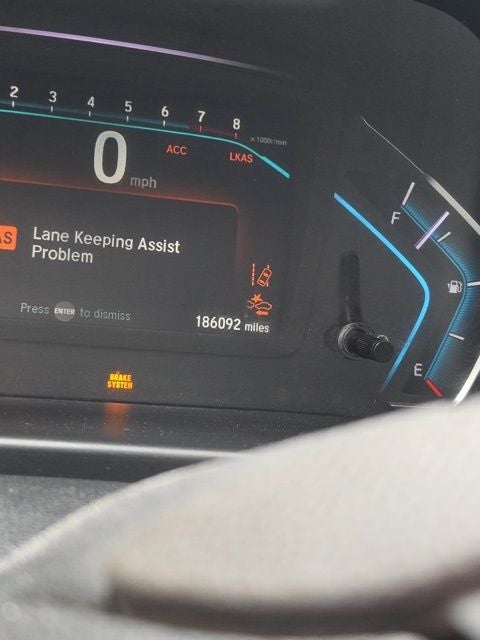 2 3 4 5 6 7 8
x1000r/min
0
mph
ACC
LKAS
F
AS
Lane Keeping Assist
Problem
Press ENTER to dismiss
186092 miles
E
BRAKE
SYSTEM